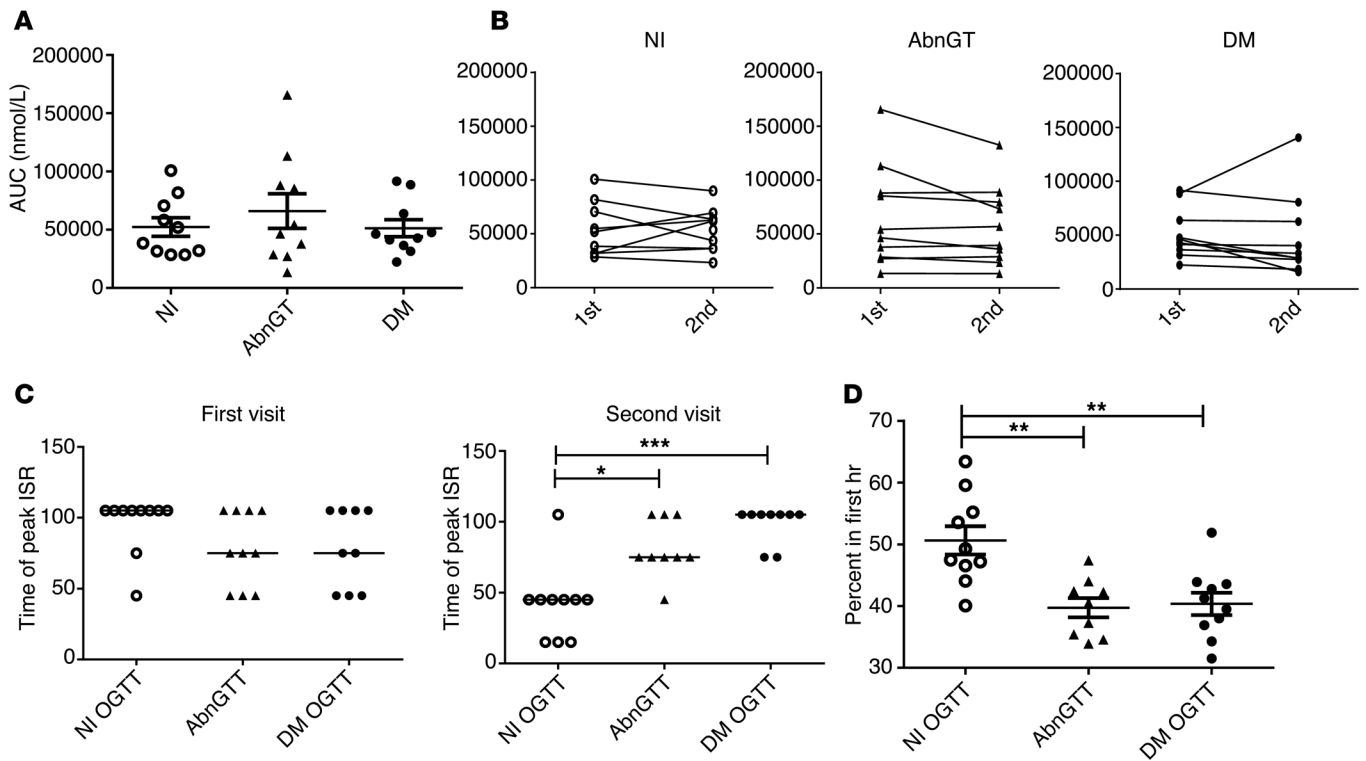 A
AUC (nmol/L)
200000
150000
100000
50000
0
NI
AbnGT
DM
B
NI
200000
150000
100000
50000
0
1st
2nd
AbnGT
200000
150000
100000
50000
0
1st
2nd
DM
200000
150000
100000
50000
0
1st
2nd
C
First visit
Time of peak ISR
150
100
50
0
NI OGTT
AbnGTT
DM OGTT
Second visit
Time of peak ISR
150
100
50
0
***
*
NI OGTT
AbnGTT
DM OGTT
D
Percent in first hr
70
60
50
40
30
**
**
NI OGTT
AbnGTT
DM OGTT